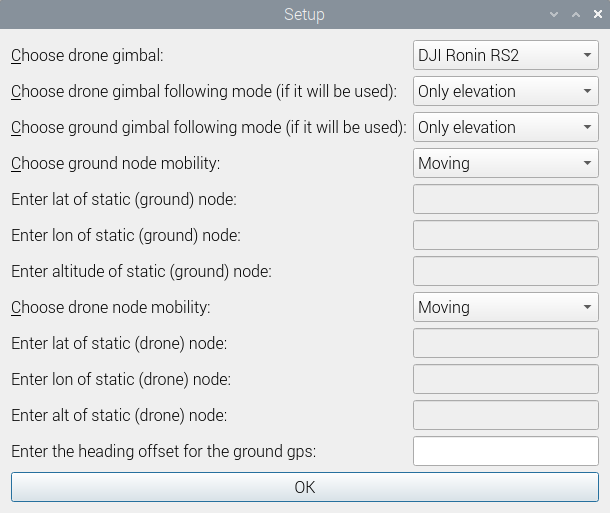 Setup
Choose drone gimbal: DJI Ronin RS2
Choose drone gimbal following mode (if it will be used): Only elevation
Choose ground gimbal following mode (if it will be used): Only elevation
Choose ground node mobility: Moving
Enter lat of static (ground) node:
Enter lon of static (ground) node:
Enter altitude of static (ground) node:
Choose drone node mobility: Moving
Enter lat of static (drone) node:
Enter lon of static (drone) node:
Enter alt of static (drone) node:
Enter the heading offset for the ground gps:
OK